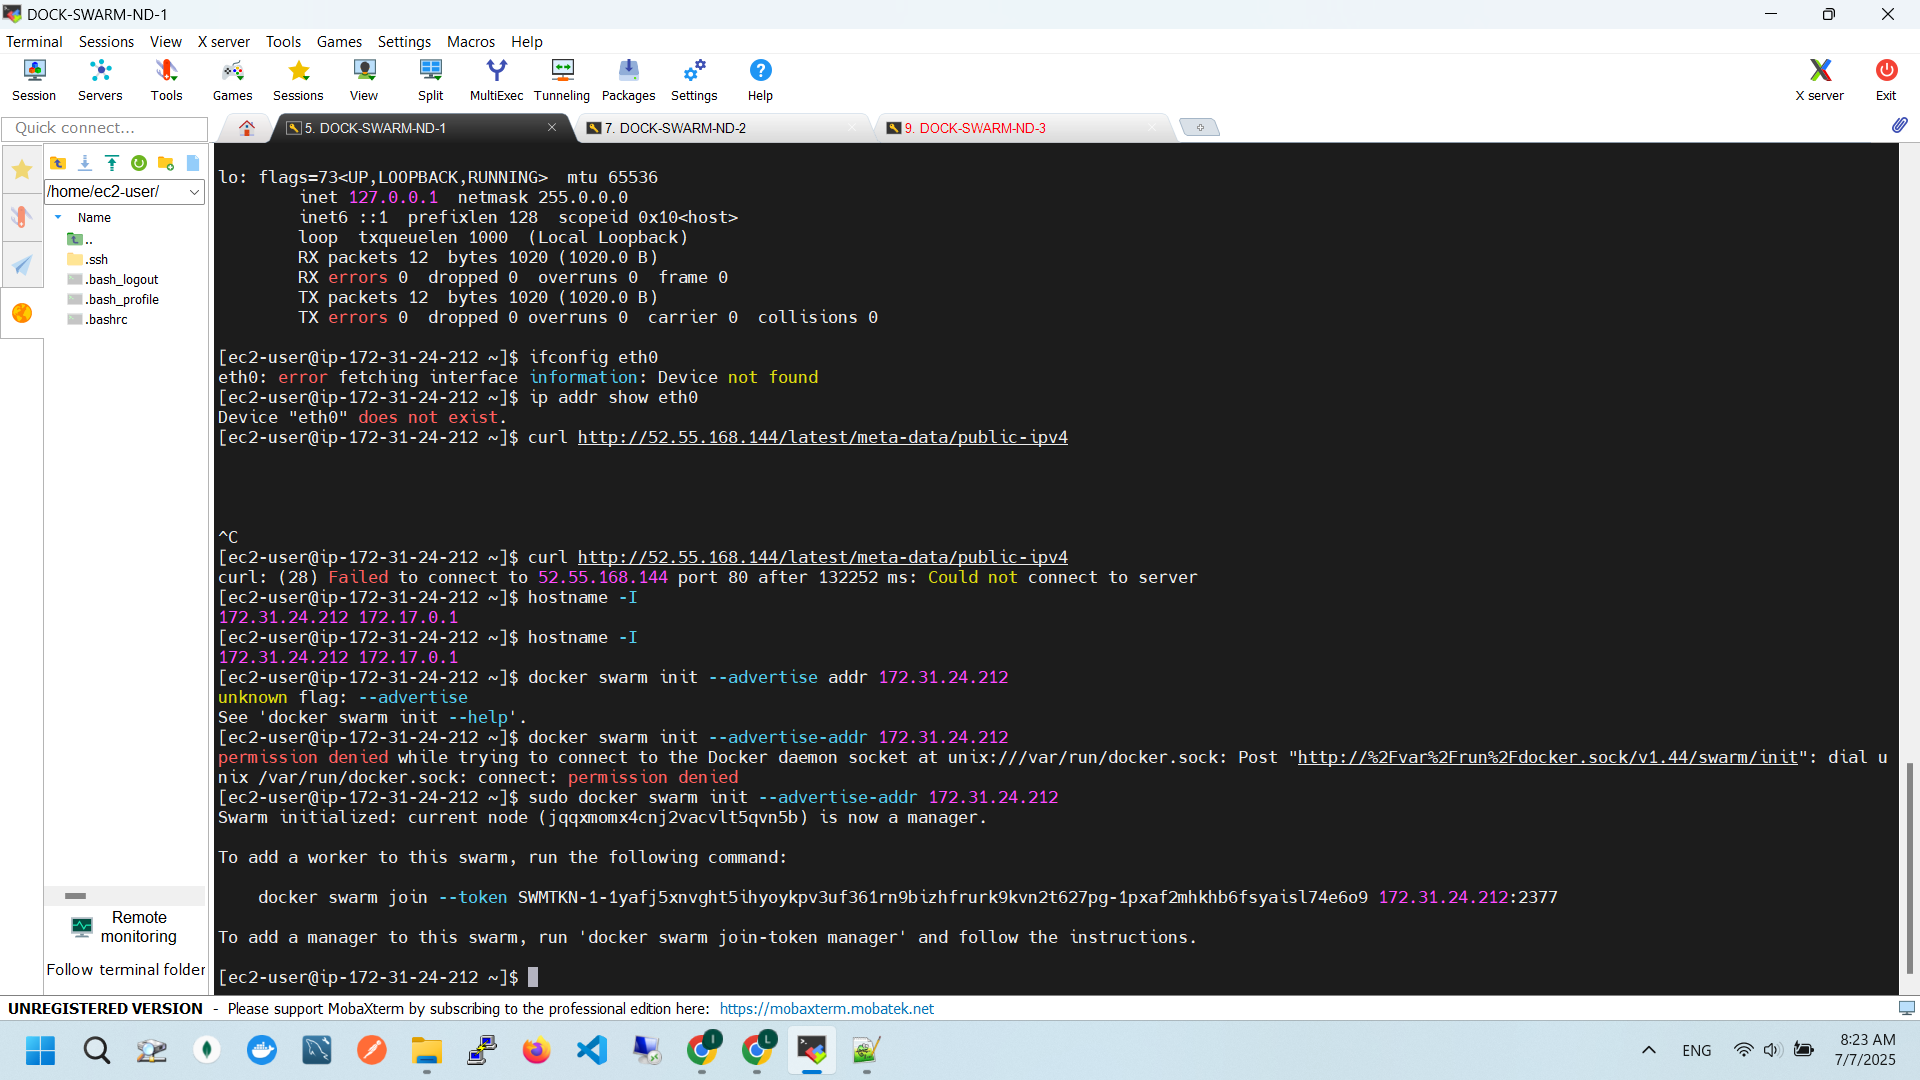 DOCK-SWARM-ND-1
Terminal Sessions View X server Tools Games Settings Macros Help
Session Servers Tools Games Sessions View Split MultiExec Tunneling Packages Settings Help X server Exit
Quick connect...
5. DOCK-SWARM-ND-1
7. DOCK-SWARM-ND-2
9. DOCK-SWARM-ND-3
/home/ec2-user/
Name
..
.ssh
.bash_logout
.bash_profile
.bashrc
Remote
monitoring
Follow terminal folder
lo: flags=73<UP,LOOPBACK,RUNNING>  mtu 65536
        inet 127.0.0.1  netmask 255.0.0.0
        inet6 ::1  prefixlen 128  scopeid 0x10<host>
        loop  txqueuelen 1000  (Local Loopback)
        RX packets 12  bytes 1020 (1020.0 B)
        RX errors 0  dropped 0  overruns 0  frame 0
        TX packets 12  bytes 1020 (1020.0 B)
        TX errors 0  dropped 0 overruns 0  carrier 0  collisions 0
[ec2-user@ip-172-31-24-212 ~]$ ifconfig eth0
eth0: error fetching interface information: Device not found
[ec2-user@ip-172-31-24-212 ~]$ ip addr show eth0
Device "eth0" does not exist.
[ec2-user@ip-172-31-24-212 ~]$ curl http://52.55.168.144/latest/meta-data/public-ipv4
^C
[ec2-user@ip-172-31-24-212 ~]$ curl http://52.55.168.144/latest/meta-data/public-ipv4
curl: (28) Failed to connect to 52.55.168.144 port 80 after 132252 ms: Could not connect to server
[ec2-user@ip-172-31-24-212 ~]$ hostname -I
172.31.24.212 172.17.0.1
[ec2-user@ip-172-31-24-212 ~]$ hostname -I
172.31.24.212 172.17.0.1
[ec2-user@ip-172-31-24-212 ~]$ docker swarm init --advertise addr 172.31.24.212
unknown flag: --advertise
See 'docker swarm init --help'.
[ec2-user@ip-172-31-24-212 ~]$ docker swarm init --advertise-addr 172.31.24.212
permission denied while trying to connect to the Docker daemon socket at unix:///var/run/docker.sock: Post "http://%2Fvar%2Frun%2Fdocker.sock/v1.44/swarm/init": dial u
nix /var/run/docker.sock: connect: permission denied
[ec2-user@ip-172-31-24-212 ~]$ sudo docker swarm init --advertise-addr 172.31.24.212
Swarm initialized: current node (jqqxmomx4cnj2vacvlt5qvn5b) is now a manager.
To add a worker to this swarm, run the following command:
    docker swarm join --token SWMTKN-1-1yafj5xnvght5ihyoykpv3uf361rn9bizhfrurk9kvn2t627pg-1pxaf2mhkhb6fsyaisl74e6o9 172.31.24.212:2377
To add a manager to this swarm, run 'docker swarm join-token manager' and follow the instructions.
[ec2-user@ip-172-31-24-212 ~]$
UNREGISTERED VERSION - Please support MobaXterm by subscribing to the professional edition here: https://mobaxterm.mobatek.net
I
L
ENG
8:23 AM
7/7/2025